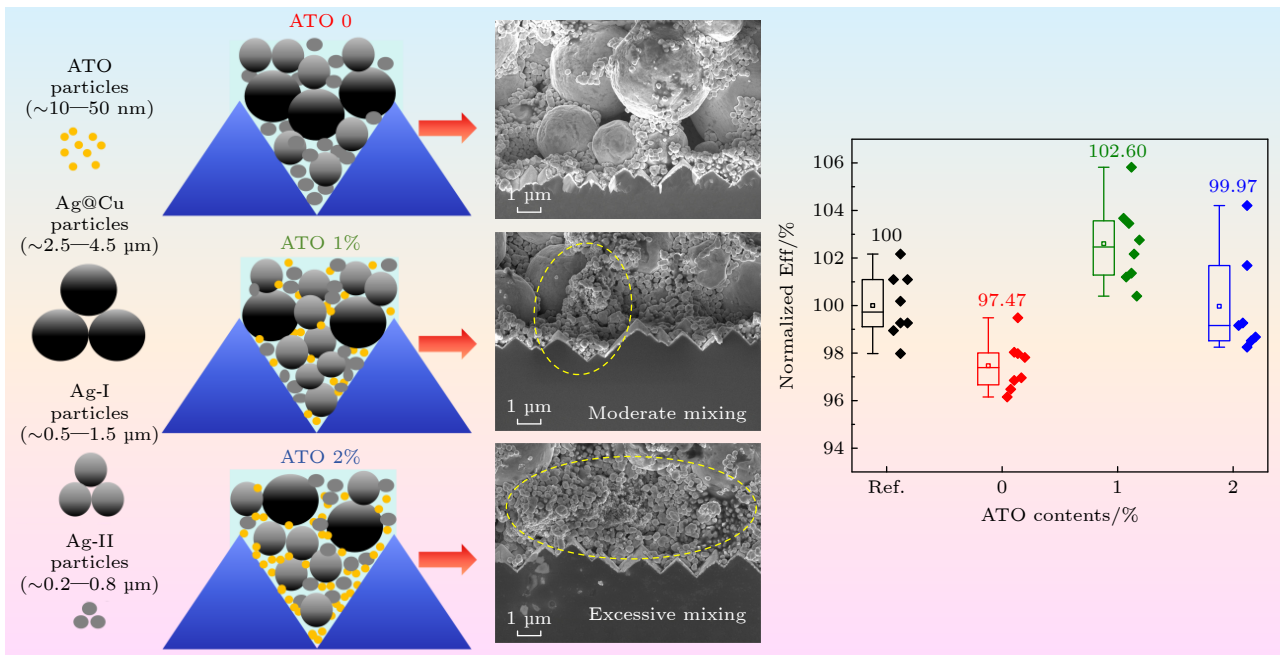 ATO
particles
(∼10—50 nm)
Ag@Cu
particles
(∼2.5—4.5 µm)
Ag-I
particles
(∼0.5—1.5 µm)
Ag-II
particles
(∼0.2—0.8 µm)
ATO 0
ATO 1%
ATO 2%
1 µm
1 µm
Moderate mixing
1 µm
Excessive mixing
Normalized Eff/%
106
104
102
100
98
96
94
100
97.47
102.60
99.97
Ref.
0
1
2
ATO contents/%